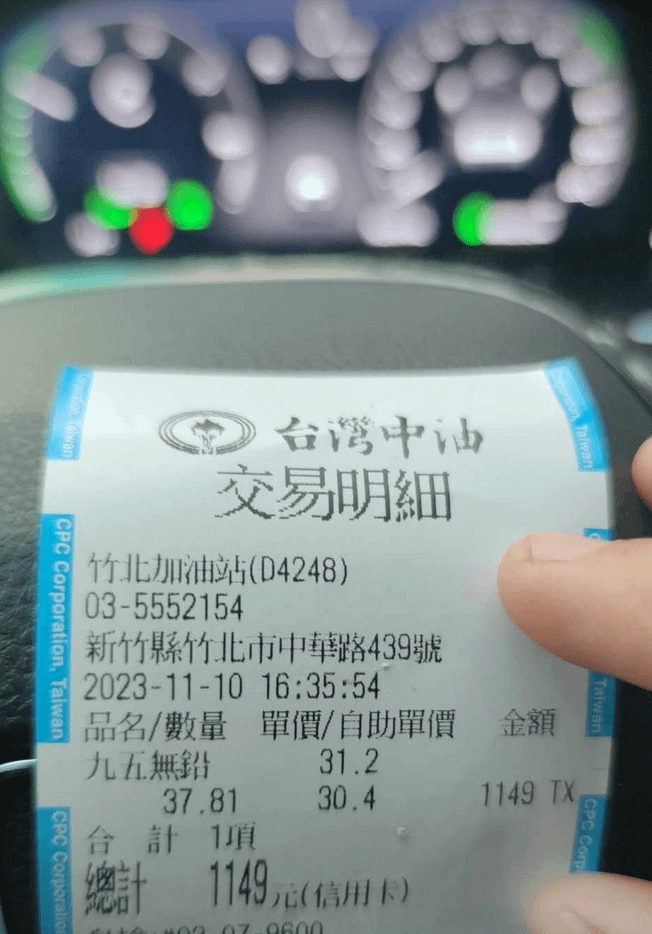 台灣中油
交易明細
竹北加油站(D4248)
03-5552154
新竹縣竹北市中華路439號
2023-11-10 16:35:54
品名/數量 單價/自助單價 金額
九五無鉛 31.2
37.81 30.4 1149 TX
合 計 1項
總計 1149元(信用卡)
CPC Corporation, Taiwan